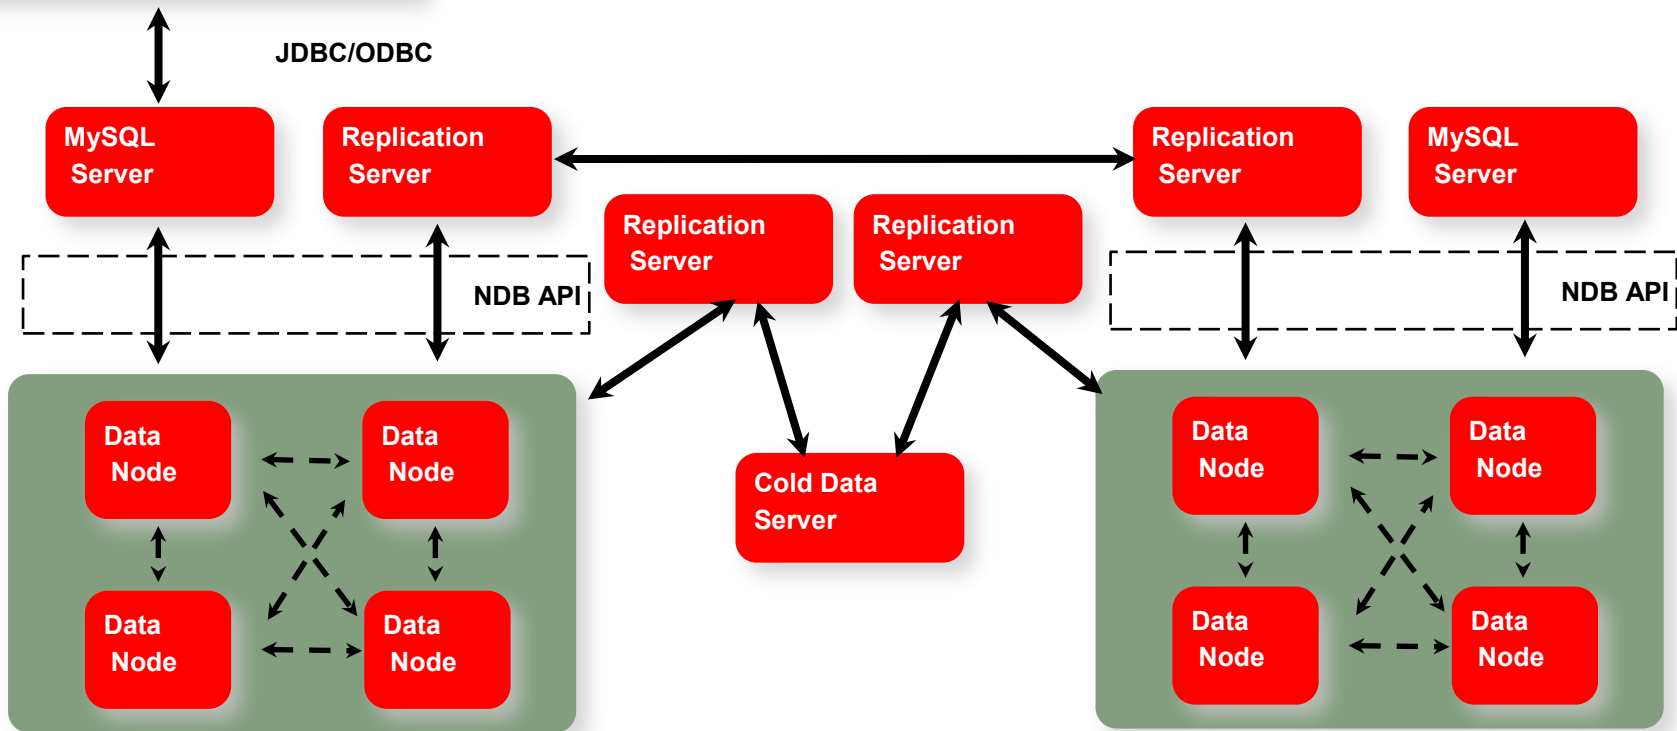 JDBC/ODBC
MySQL
Server
Replication
Server
Replication
Server
MySQL
Server
Replication
Server
Replication
Server
NDB API
NDB API
Data
Node
Data
Node
Data
Node
Data
Node
Cold Data
Server
Data
Node
Data
Node
Data
Node
Data
Node